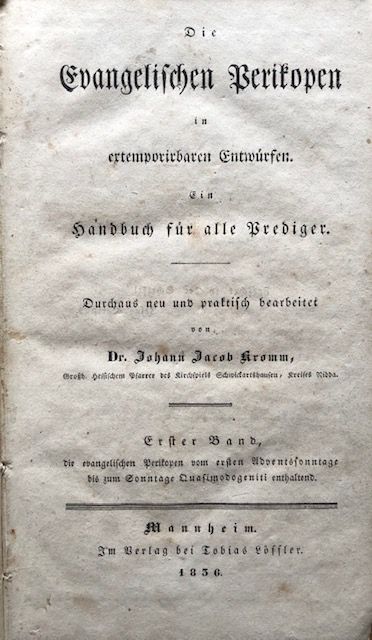 Die
Evangelischen Perikopen
in
extemporirbaren Entwürfen.
Ein
Handbuch für alle Prediger.
Durchaus neu und praktisch bearbeitet
von
Dr. Johann Jacob Kromm,
Großh. Hessischem Pfarrer des Kirchspiels Schwickartshausen, Kreises Nidda.
Erster Band,
die evangelischen Perikopen vom ersten Adventssonntage
bis zum Sonntage Quasimodogeniti enthaltend.
Mannheim.
Im Verlag bei Tobias Löffler.
1836.